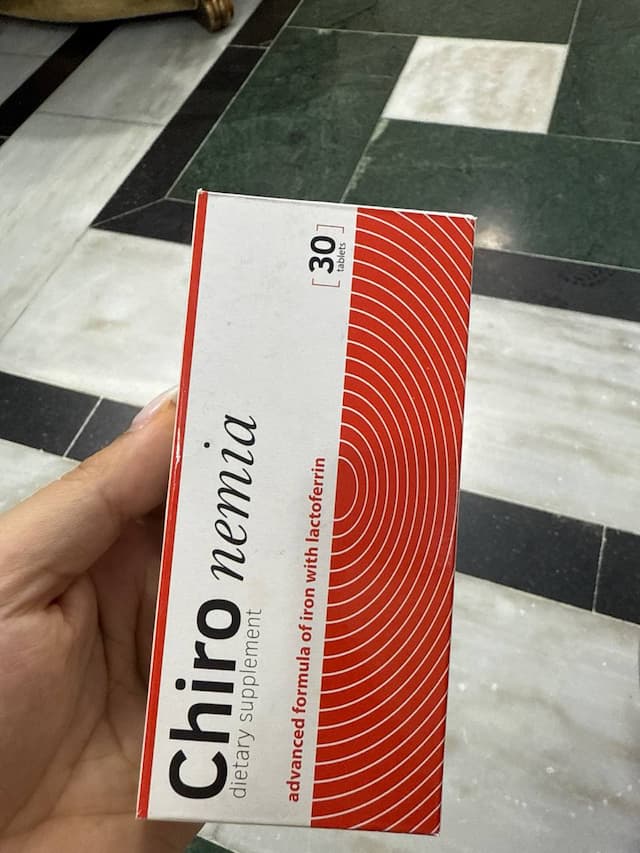 Chiro nemia
dietary supplement
advanced formula of iron with lactoferrin
[ 30 ]
tablets